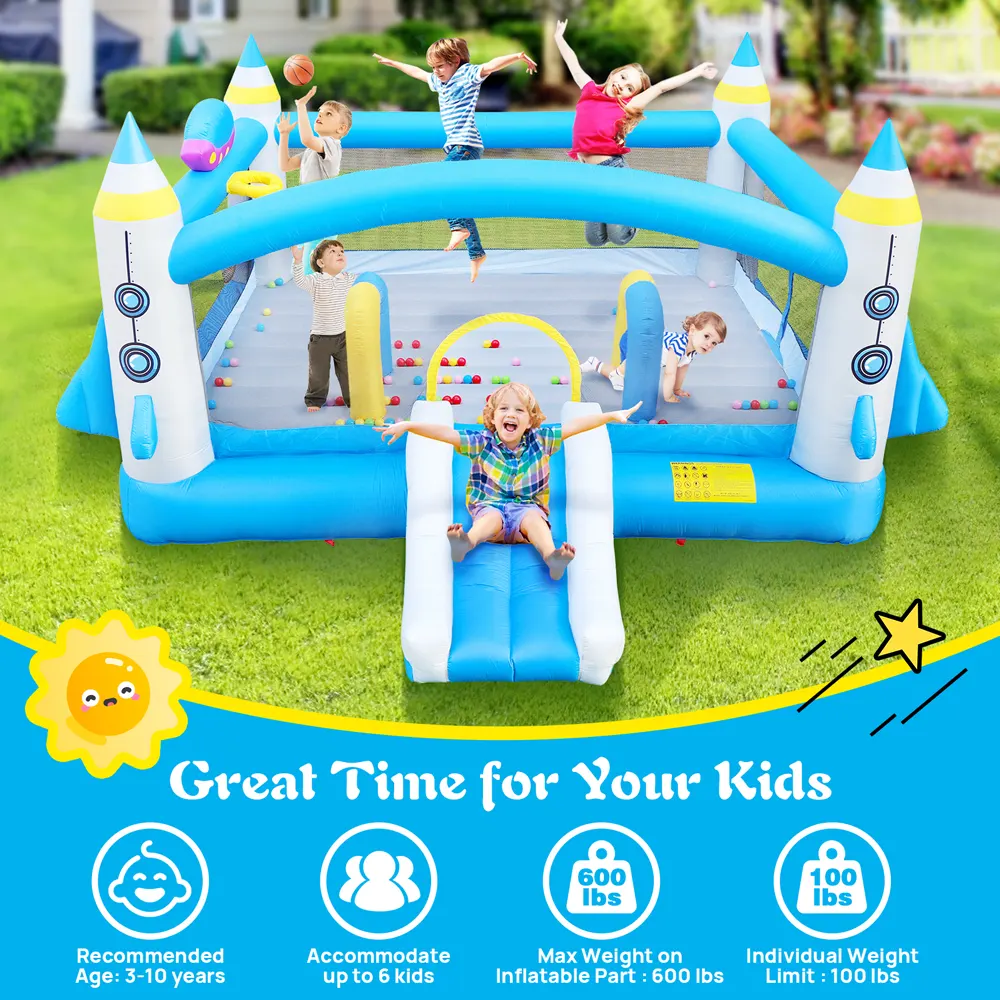 Great Time for Your Kids
600
lbs
100
lbs
Recommended
Age: 3-10 years
Accommodate
up to 6 kids
Max Weight on
Inflatable Part : 600 lbs
Individual Weight
Limit : 100 lbs